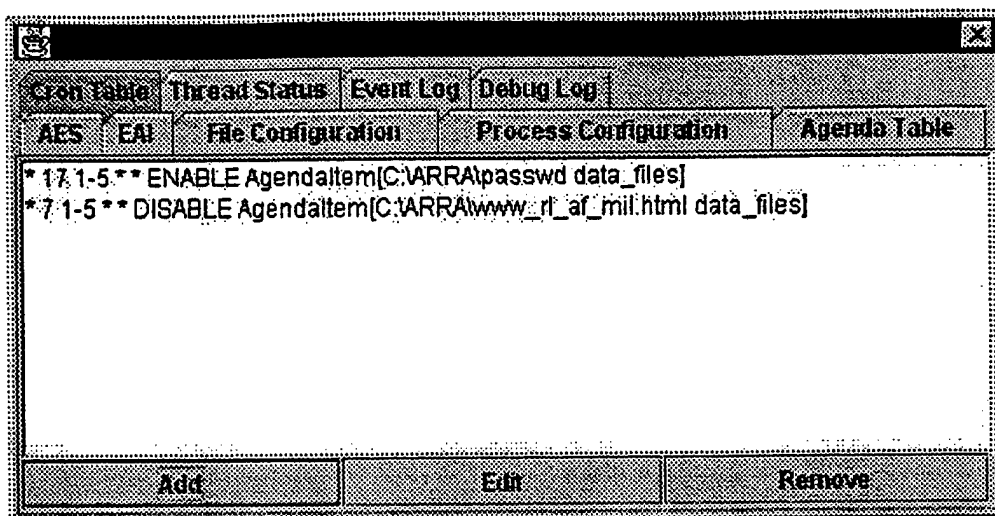 Cron Table Thread Status Event Log Debug Log
AES EAI File Configuration Process Configuration Agenda Table
* 17 1-5 * * ENABLE AgendaItem[C:\ARRA\passwd data_files]
* 7 1-5 * * DISABLE AgendaItem[C:\ARRA\www_rl_af_mil.html data_files]
Add Edit Remove